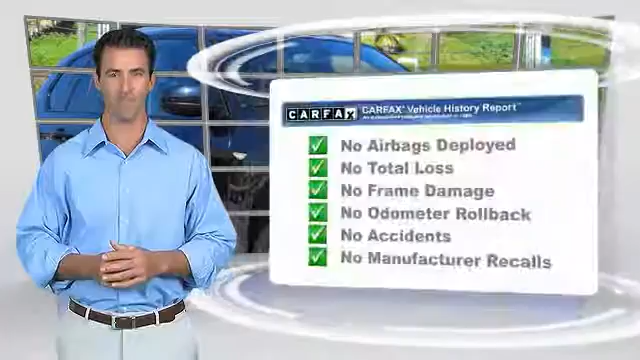 CARFAX CARFAX Vehicle History Report™
No Airbags Deployed
No Total Loss
No Frame Damage
No Odometer Rollback
No Accidents
No Manufacturer Recalls